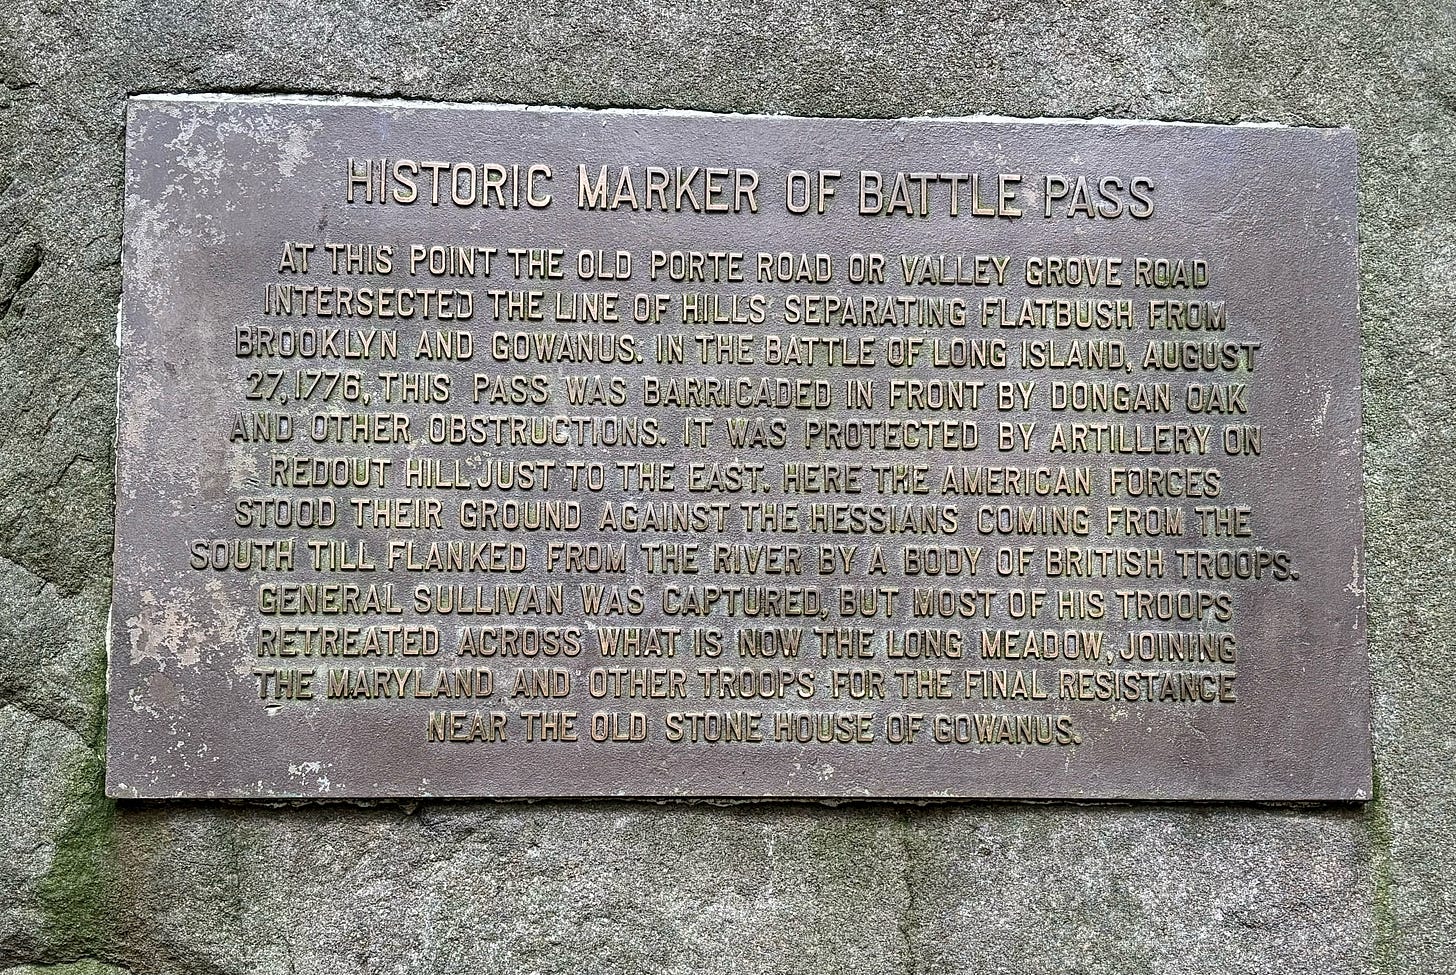 HISTORIC MARKER OF BATTLE PASS
AT THIS POINT THE OLD PORTE ROAD OR VALLEY GROVE ROAD
INTERSECTED THE LINE OF HILLS SEPARATING FLATBUSH FROM
BROOKLYN AND GOWANUS. IN THE BATTLE OF LONG ISLAND, AUGUST
27, 1776, THIS PASS WAS BARRICADED IN FRONT BY DONGAN OAK
AND OTHER OBSTRUCTIONS. IT WAS PROTECTED BY ARTILLERY ON
REDOUT HILL JUST TO THE EAST. HERE THE AMERICAN FORCES
STOOD THEIR GROUND AGAINST THE HESSIANS COMING FROM THE
SOUTH TILL FLANKED FROM THE RIVER BY A BODY OF BRITISH TROOPS.
GENERAL SULLIVAN WAS CAPTURED, BUT MOST OF HIS TROOPS
RETREATED ACROSS WHAT IS NOW THE LONG MEADOW, JOINING
THE MARYLAND AND OTHER TROOPS FOR THE FINAL RESISTANCE
NEAR THE OLD STONE HOUSE OF GOWANUS.